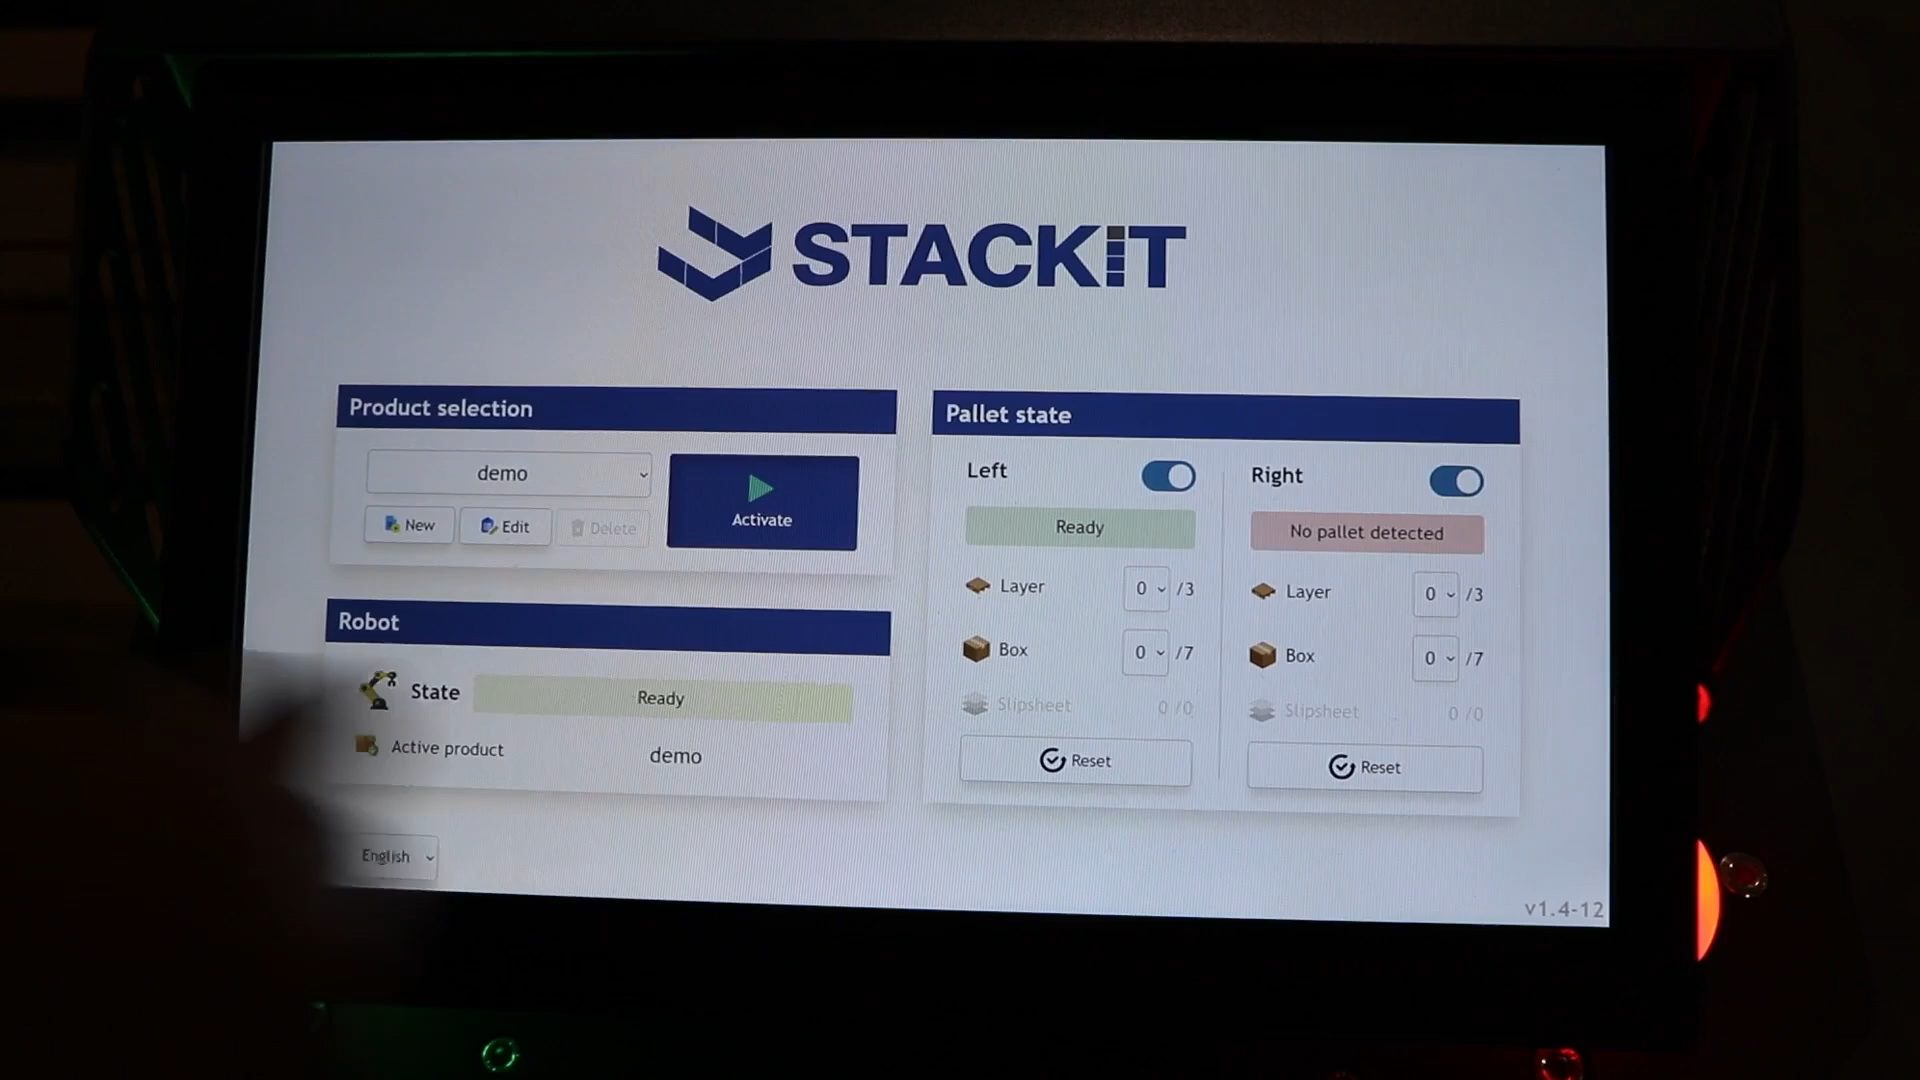 STACKiT
Product selection
demo
New Edit Delete
Activate
Robot
State Ready
Active product demo
English
Pallet state
Left
Ready
Layer 0 /3
Box 0 /7
Slipsheet 0 /0
Reset
Right
No pallet detected
Layer 0 /3
Box 0 /7
Slipsheet 0 /0
Reset
v1.4-12